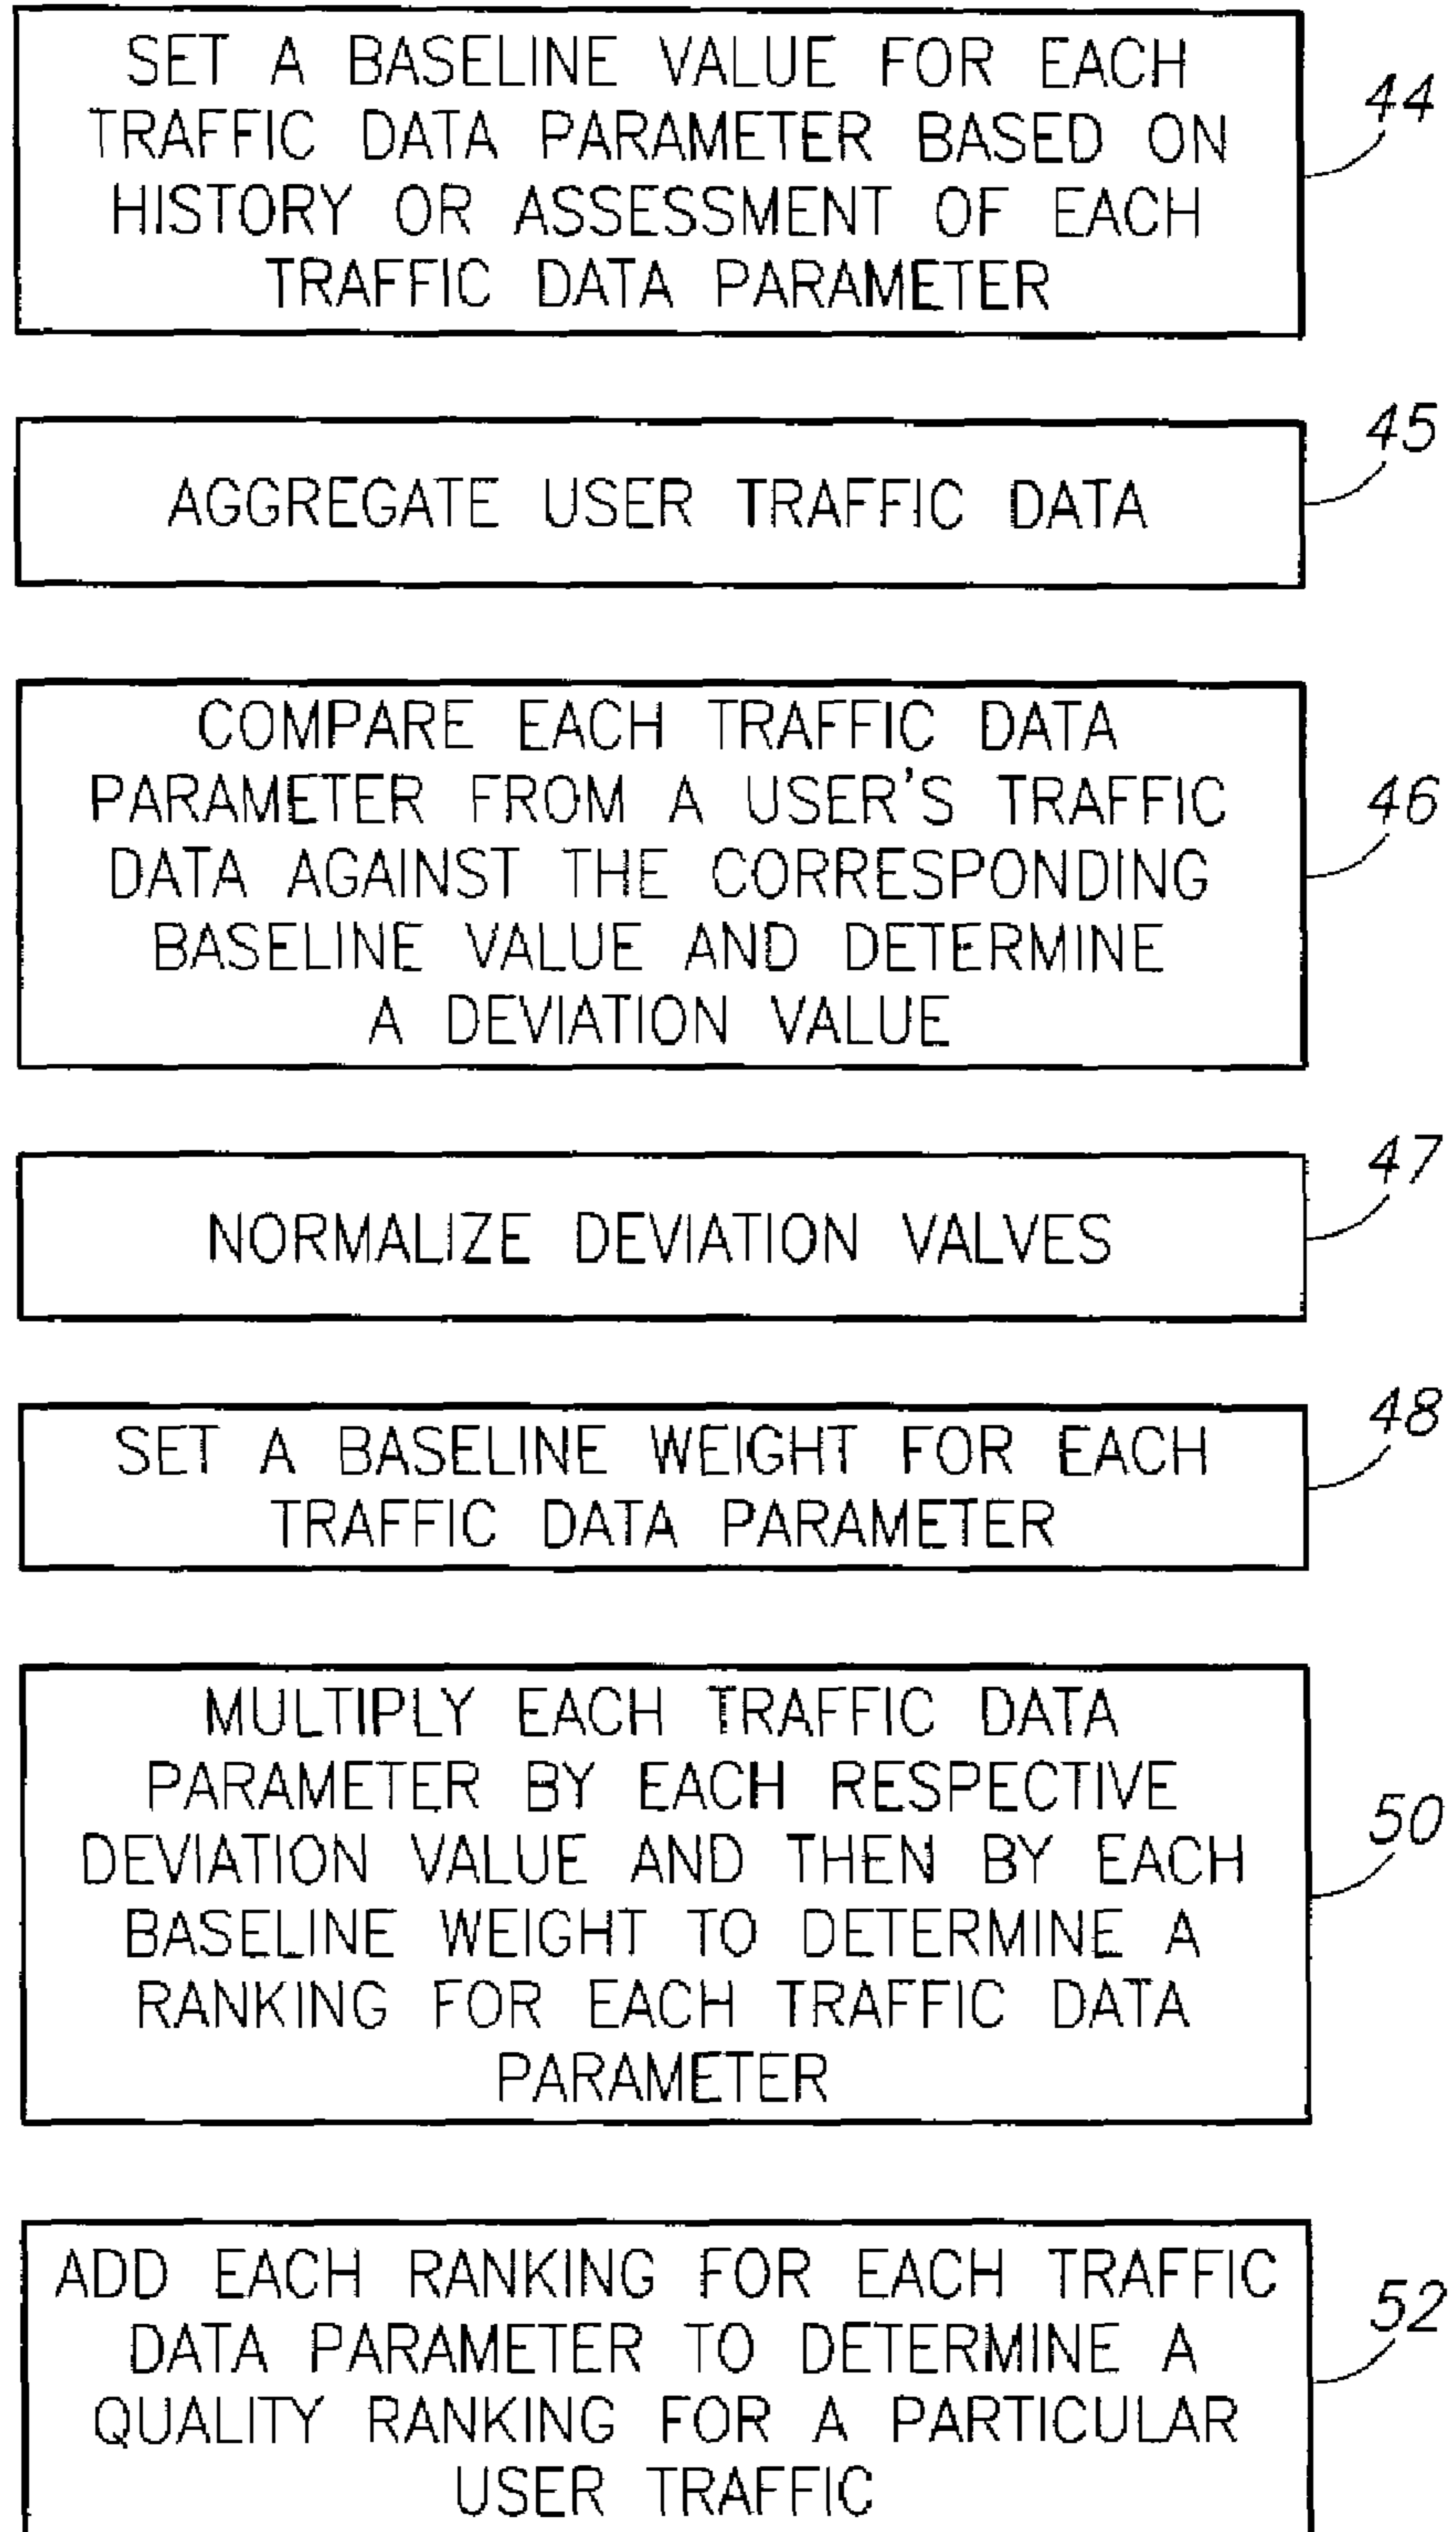 SET A BASELINE VALUE FOR EACH
TRAFFIC DATA PARAMETER BASED ON
HISTORY OR ASSESSMENT OF EACH
TRAFFIC DATA PARAMETER
44
AGGREGATE USER TRAFFIC DATA
45
COMPARE EACH TRAFFIC DATA
PARAMETER FROM A USER'S TRAFFIC
DATA AGAINST THE CORRESPONDING
BASELINE VALUE AND DETERMINE
A DEVIATION VALUE
46
NORMALIZE DEVIATION VALVES
47
SET A BASELINE WEIGHT FOR EACH
TRAFFIC DATA PARAMETER
48
MULTIPLY EACH TRAFFIC DATA
PARAMETER BY EACH RESPECTIVE
DEVIATION VALUE AND THEN BY EACH
BASELINE WEIGHT TO DETERMINE A
RANKING FOR EACH TRAFFIC DATA
PARAMETER
50
ADD EACH RANKING FOR EACH TRAFFIC
DATA PARAMETER TO DETERMINE A
QUALITY RANKING FOR A PARTICULAR
USER TRAFFIC
52